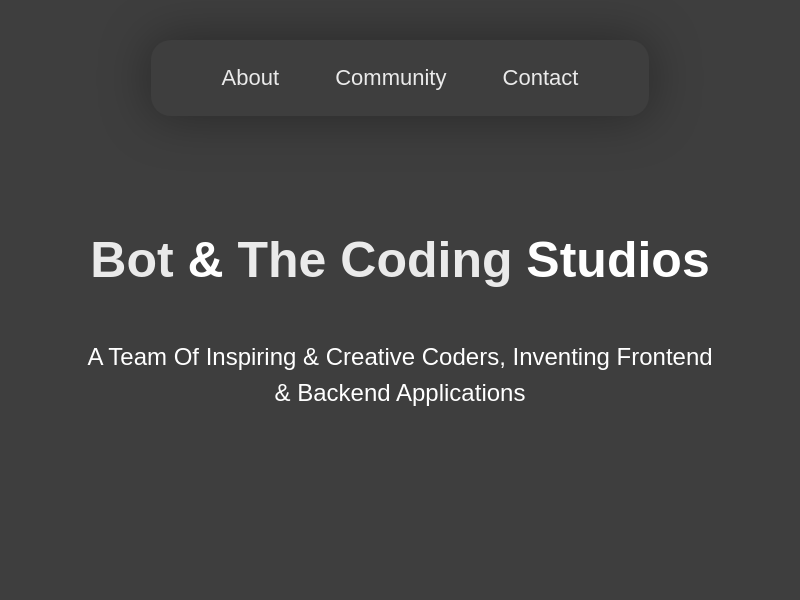 About Community Contact
Bot & The Coding Studios
A Team Of Inspiring & Creative Coders, Inventing Frontend
& Backend Applications